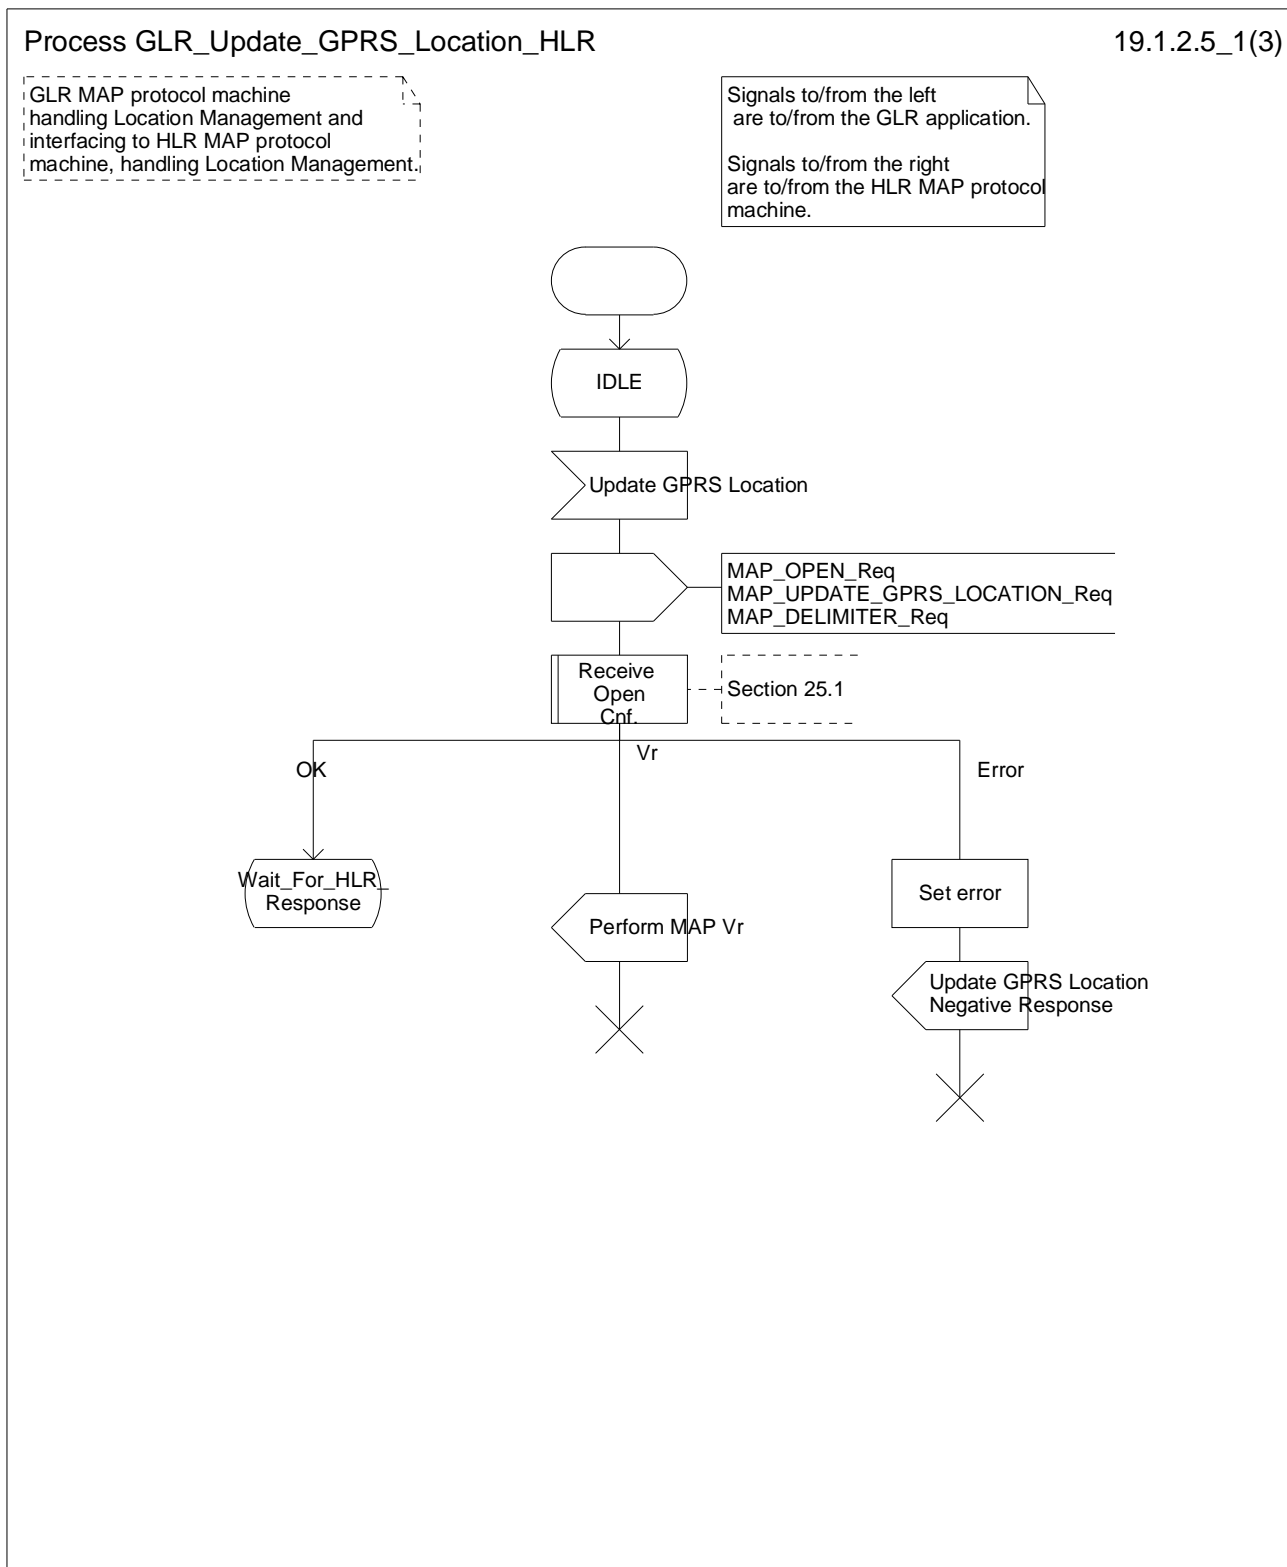 Process GLR_Update_GPRS_Location_HLR
19.1.2.5_1(3)
GLR MAP protocol machine
handling Location Management and
interfacing to HLR MAP protocol
machine, handling Location Management.
Signals to/from the left
are to/from the GLR application.
Signals to/from the right
are to/from the HLR MAP protocol
machine.
IDLE
Update GPRS Location
MAP_OPEN_Req
MAP_UPDATE_GPRS_LOCATION_Req
MAP_DELIMITER_Req
Receive
Open
Cnf.
Section 25.1
OK
Vr
Error
Wait_For_HLR_
Response
Perform MAP Vr
Set error
Update GPRS Location
Negative Response